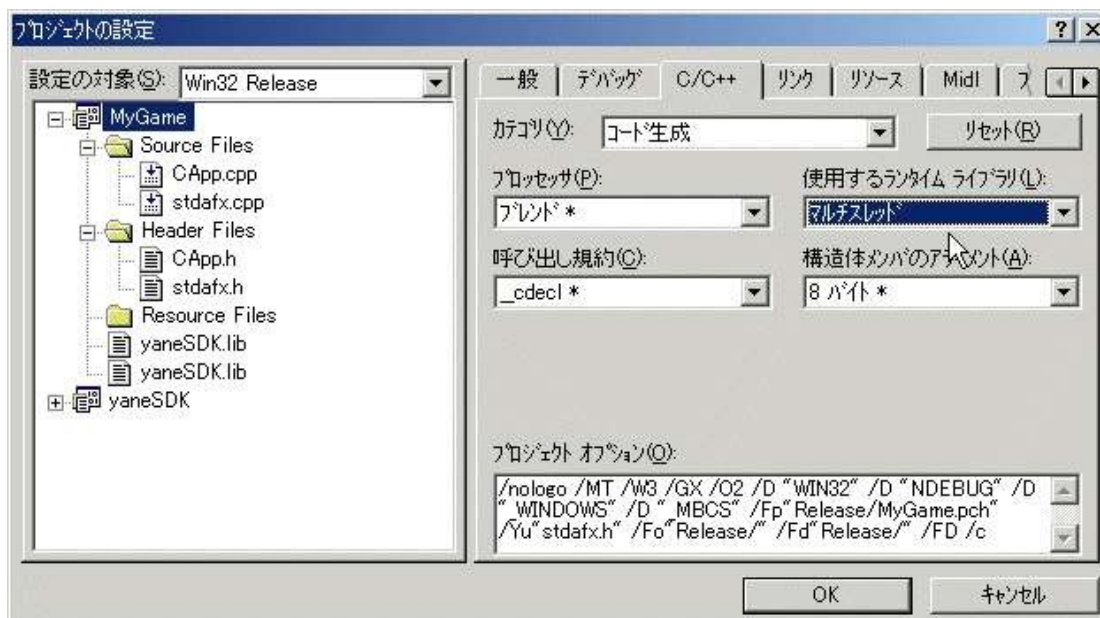 プロジェクトの設定
設定の対象(S): Win32 Release
MyGame
Source Files
CApp.cpp
stdafx.cpp
Header Files
CApp.h
stdafx.h
Resource Files
yaneSDK.lib
yaneSDK.lib
yaneSDK
一般 デバッグ C/C++ リンク リソース Midl
カテゴリ(Y): コード生成 リセット(R)
プロセッサ(P): 使用するランタイム ライブラリ(L):
ブレンド * マルチスレッド
呼び出し規約(C): 構造体メンバのアライメント(A):
_cdecl * 8 バイト *
プロジェクト オプション(O):
/nologo /MT /W3 /GX /O2 /D "WIN32" /D "NDEBUG" /D
"_WINDOWS" /D "_MBCS" /Fp"Release/MyGame.pch"
/Yu"stdafx.h" /Fo"Release/" /Fd"Release/" /FD /c
OK キャンセル